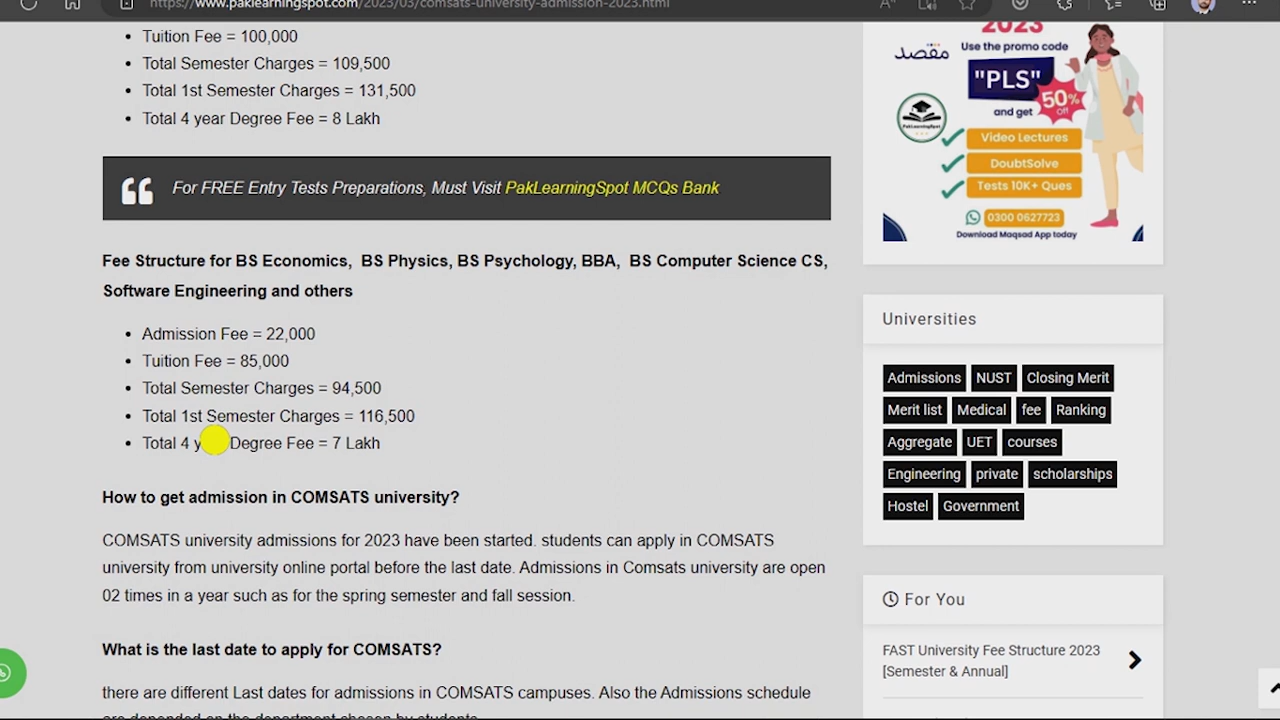 https://www.paklearningspot.com/2023/03/comsats-university-admission-2023.html
Tuition Fee = 100,000
Total Semester Charges = 109,500
Total 1st Semester Charges = 131,500
Total 4 year Degree Fee = 8 Lakh
For FREE Entry Tests Preparations, Must Visit PakLearningSpot MCQs Bank
Fee Structure for BS Economics, BS Physics, BS Psychology, BBA, BS Computer Science CS,
Software Engineering and others
Admission Fee = 22,000
Tuition Fee = 85,000
Total Semester Charges = 94,500
Total 1st Semester Charges = 116,500
Total 4 Degree Fee = 7 Lakh
How to get admission in COMSATS university?
COMSATS university admissions for 2023 have been started. students can apply in COMSATS
university from university online portal before the last date. Admissions in Comsats university are open
02 times in a year such as for the spring semester and fall session.
What is the last date to apply for COMSATS?
there are different Last dates for admissions in COMSATS campuses. Also the Admissions schedule
are depended on the department chosen by students
2023
مقصد
Use the promo code
"PLS"
50%
Off
and get
PakLearningSpot
Video Lectures
DoubtSolve
Tests 10K+ Ques
0300 0627723
Download Maqsad App today
Universities
Admissions NUST Closing Merit
Merit list Medical fee Ranking
Aggregate UET courses
Engineering private scholarships
Hostel Government
For You
FAST University Fee Structure 2023
[Semester & Annual]